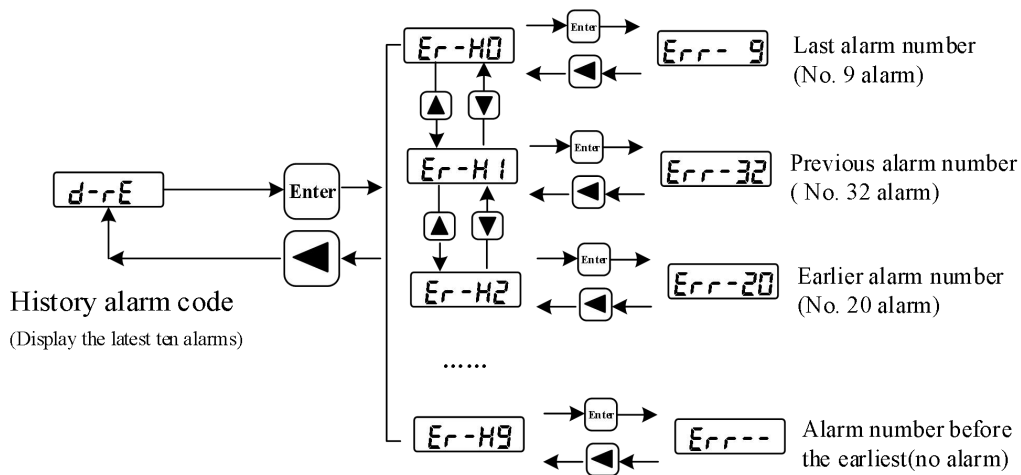 Er-H0
Enter
Err- 9
Last alarm number
(No. 9 alarm)
d-rE
Enter
Er-H1
Enter
Err-32
Previous alarm number
( No. 32 alarm)
History alarm code
(Display the latest ten alarms)
Er-H2
Enter
Err-20
Earlier alarm number
(No. 20 alarm)
......
Er-H9
Enter
Err--
Alarm number before
the earliest(no alarm)